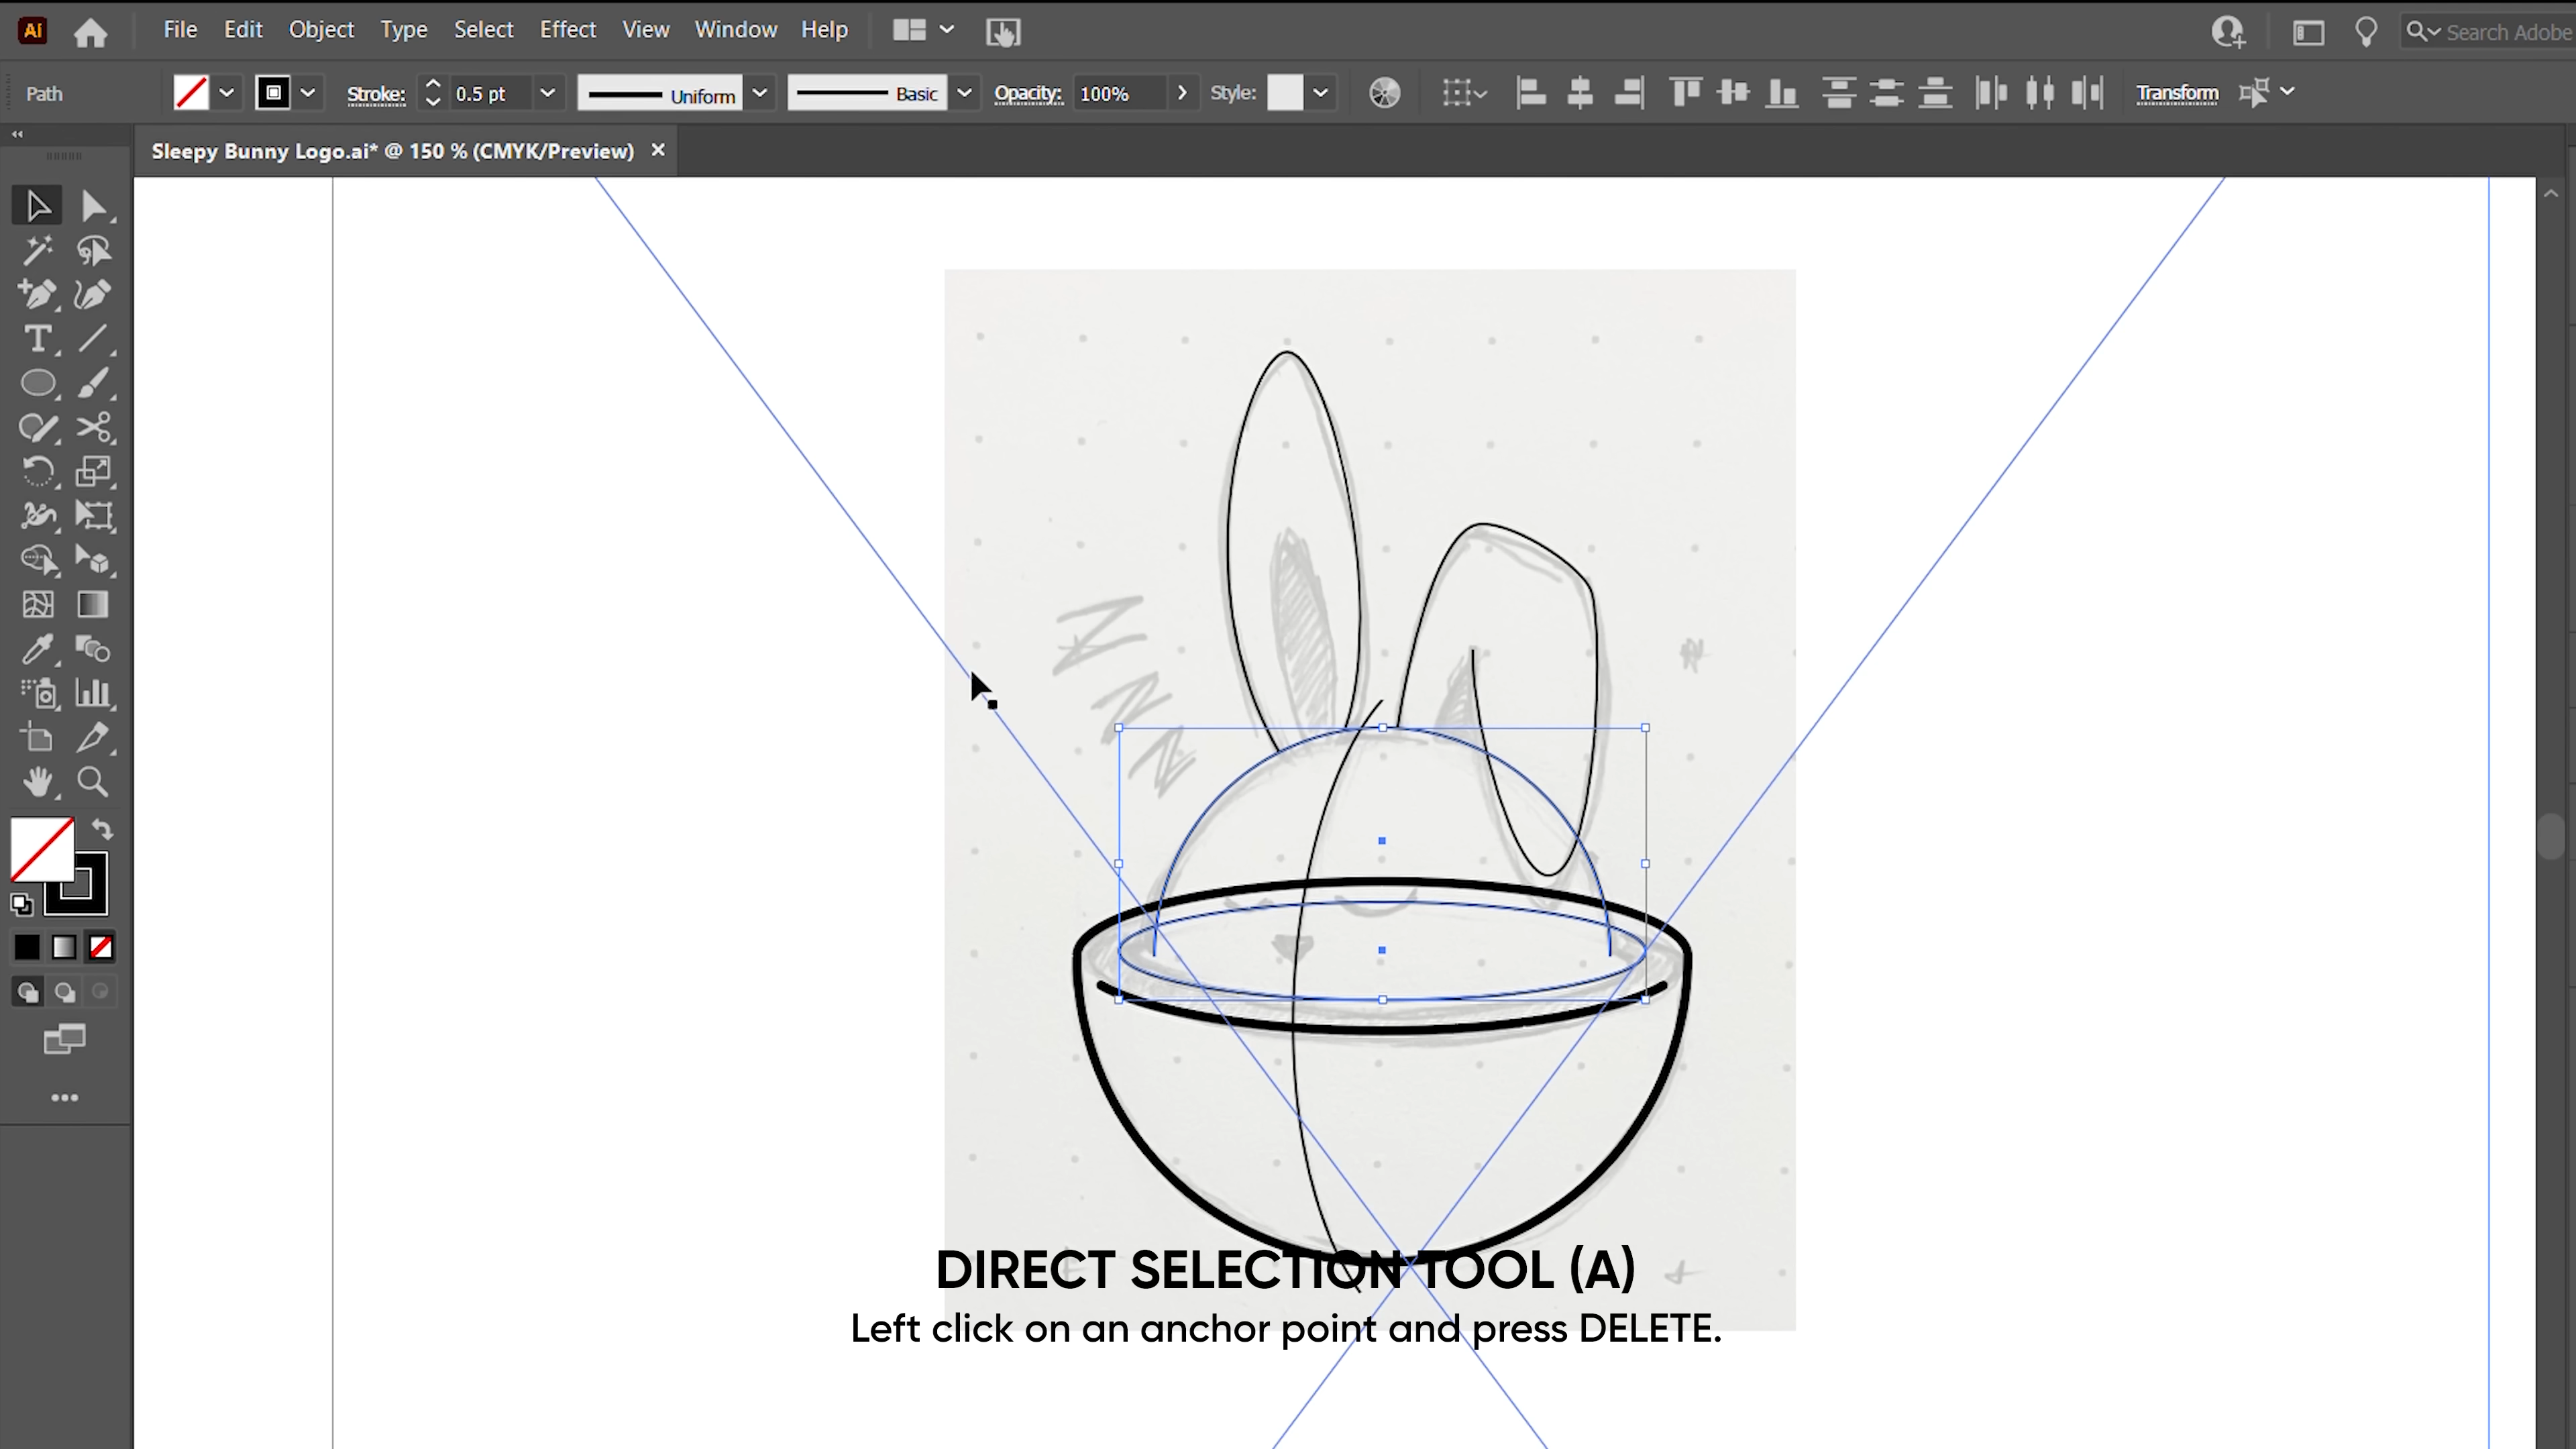 Ai File Edit Object Type Select Effect View Window Help Search Adobe
Path Stroke: 0.5 pt Uniform Basic Opacity: 100% Style: Transform
Sleepy Bunny Logo.ai* @ 150 % (CMYK/Preview)
Z
Z
Z
DIRECT SELECTION TOOL (A)
Left click on an anchor point and press DELETE.